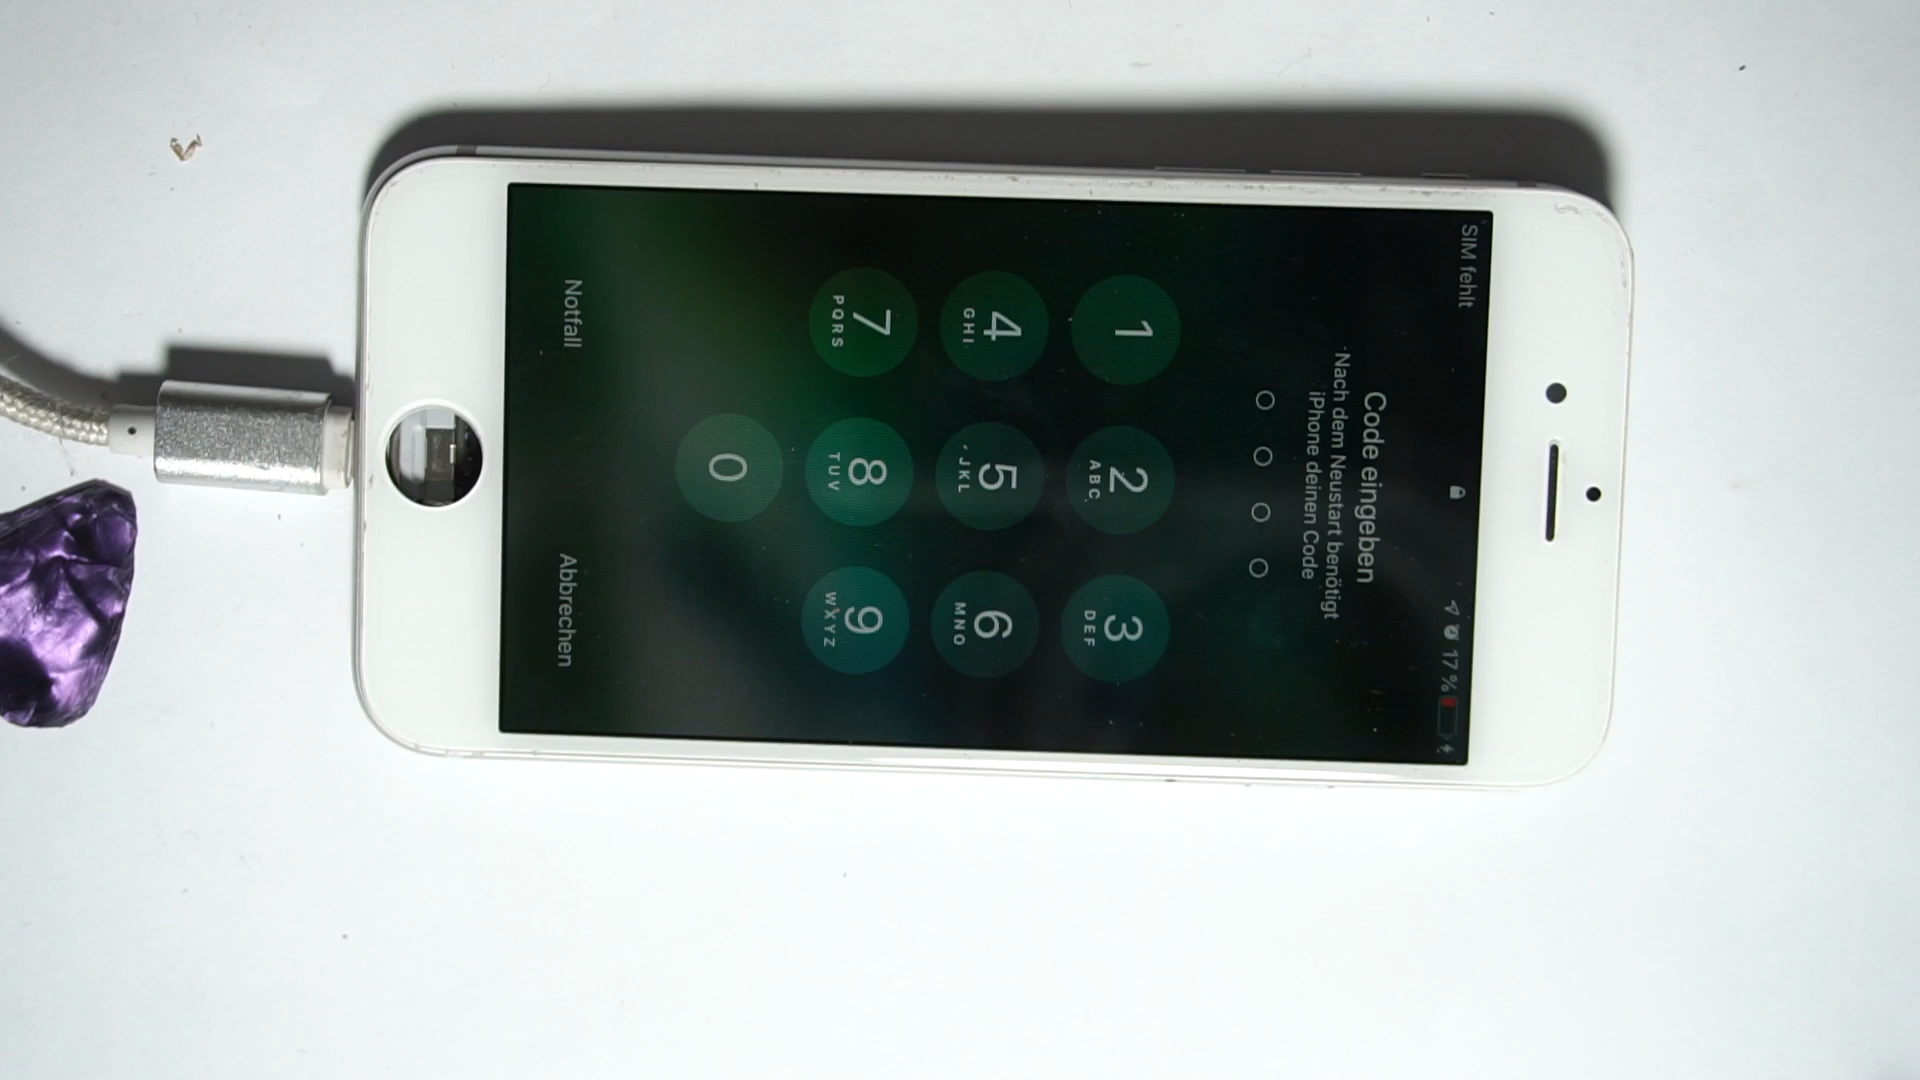 SIM fehlt
17 %
Code eingeben
Nach dem Neustart benötigt
iPhone deinen Code
1
2
ABC
3
DEF
4
GHI
5
JKL
6
MNO
7
PQRS
8
TUV
9
WXYZ
0
Notfall
Abbrechen